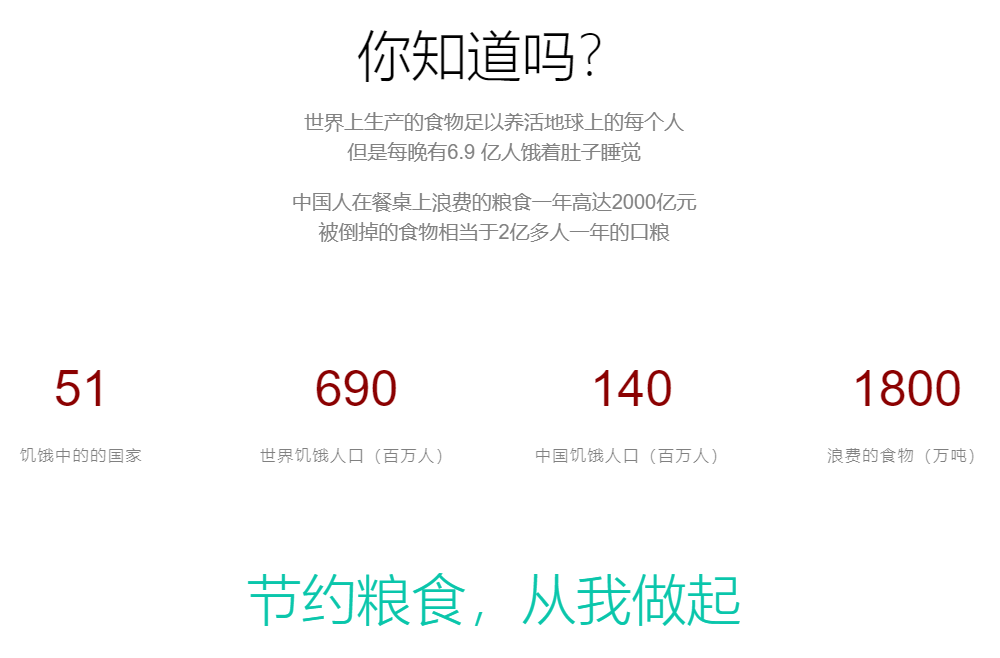 你知道吗?
世界上生产的食物足以养活地球上的每个人
但是每晚有6.9 亿人饿着肚子睡觉
中国人在餐桌上浪费的粮食一年高达2000亿元
被倒掉的食物相当于2亿多人一年的口粮
51
690
140
1800
饥饿中的的国家
世界饥饿人口（百万人）
中国饥饿人口（百万人）
浪费的食物（万吨）
节约粮食，从我做起